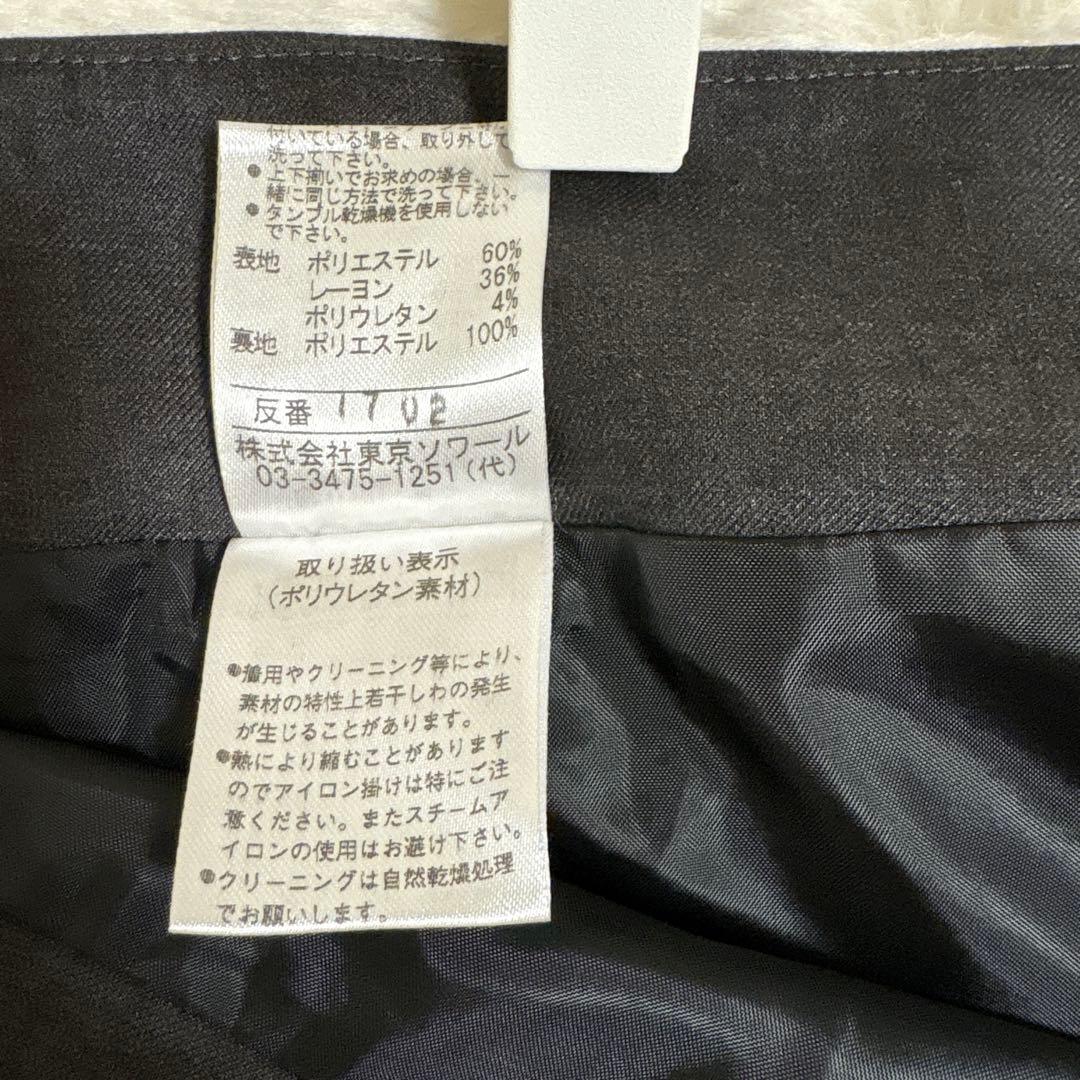 付いている場合、取り外して
洗って下さい。
●上下揃いでお求めの場合、一
緒に同じ方法で洗って下さい。
●タンブル乾燥機を使用しない
で下さい。
表地 ポリエステル 60%
レーヨン 36%
ポリウレタン 4%
裏地 ポリエステル 100%
反番 1702
株式会社東京ソワール
03-3475-1251(代)
取り扱い表示
(ポリウレタン素材)
●着用やクリーニング等により、
素材の特性上若干しわの発生
が生じることがあります。
●熱により縮むことがあります
のでアイロン掛けは特にご注
意ください。またスチームア
イロンの使用はお避け下さい。
●クリーニングは自然乾燥処理
でお願いします。